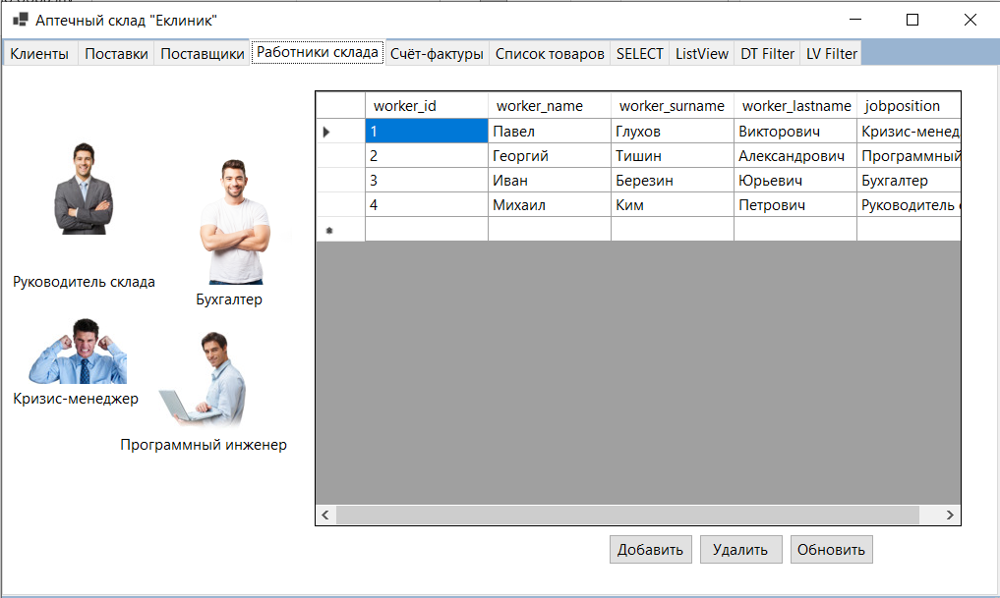 Аптечный склад "Еклиник"
Клиенты Поставки Поставщики Работники склада Счёт-фактуры Список товаров SELECT ListView DT Filter LV Filter
worker_id worker_name worker_surname worker_lastname jobposition
1 Павел Глухов Викторович Кризис-менед
2 Георгий Тишин Александрович Программный
3 Иван Березин Юрьевич Бухгалтер
4 Михаил Ким Петрович Руководитель
Руководитель склада
Бухгалтер
Кризис-менеджер
Программный инженер
Добавить Удалить Обновить